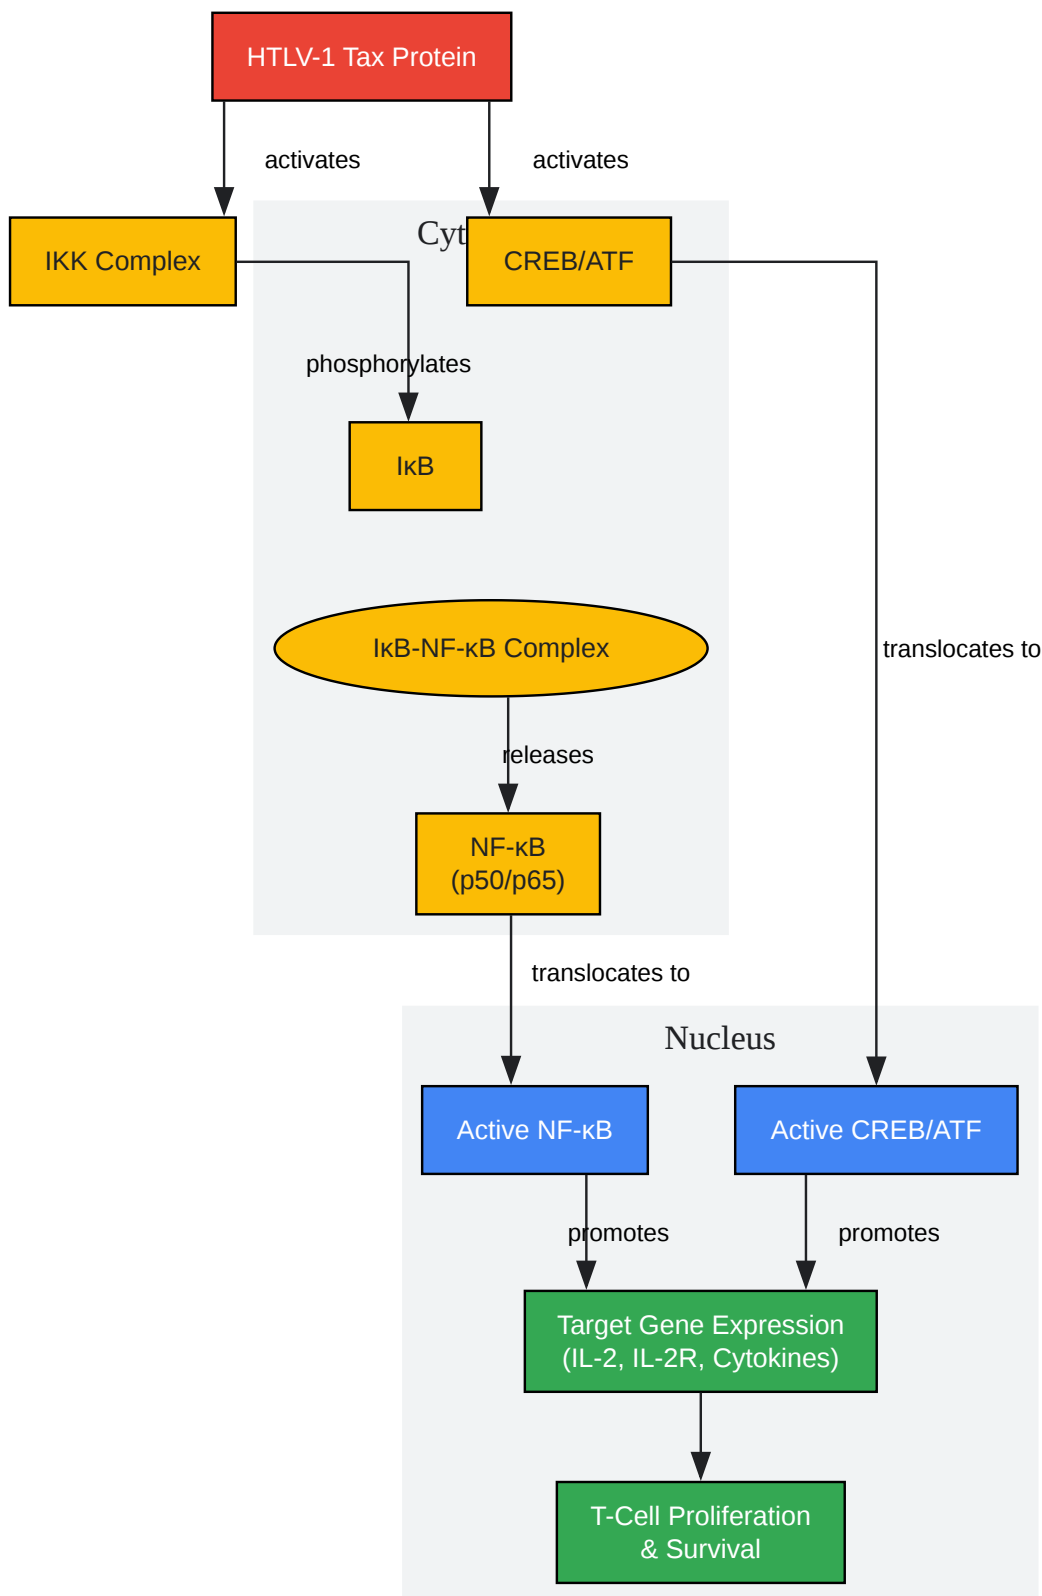 HTLV-1 Tax Protein
activates
activates
IKK Complex
Cyt
CREB/ATF
phosphorylates
IκB
IκB-NF-κB Complex
translocates to
releases
NF-κB
(p50/p65)
translocates to
Nucleus
Active NF-κB
Active CREB/ATF
promotes
promotes
Target Gene Expression
(IL-2, IL-2R, Cytokines)
T-Cell Proliferation
& Survival